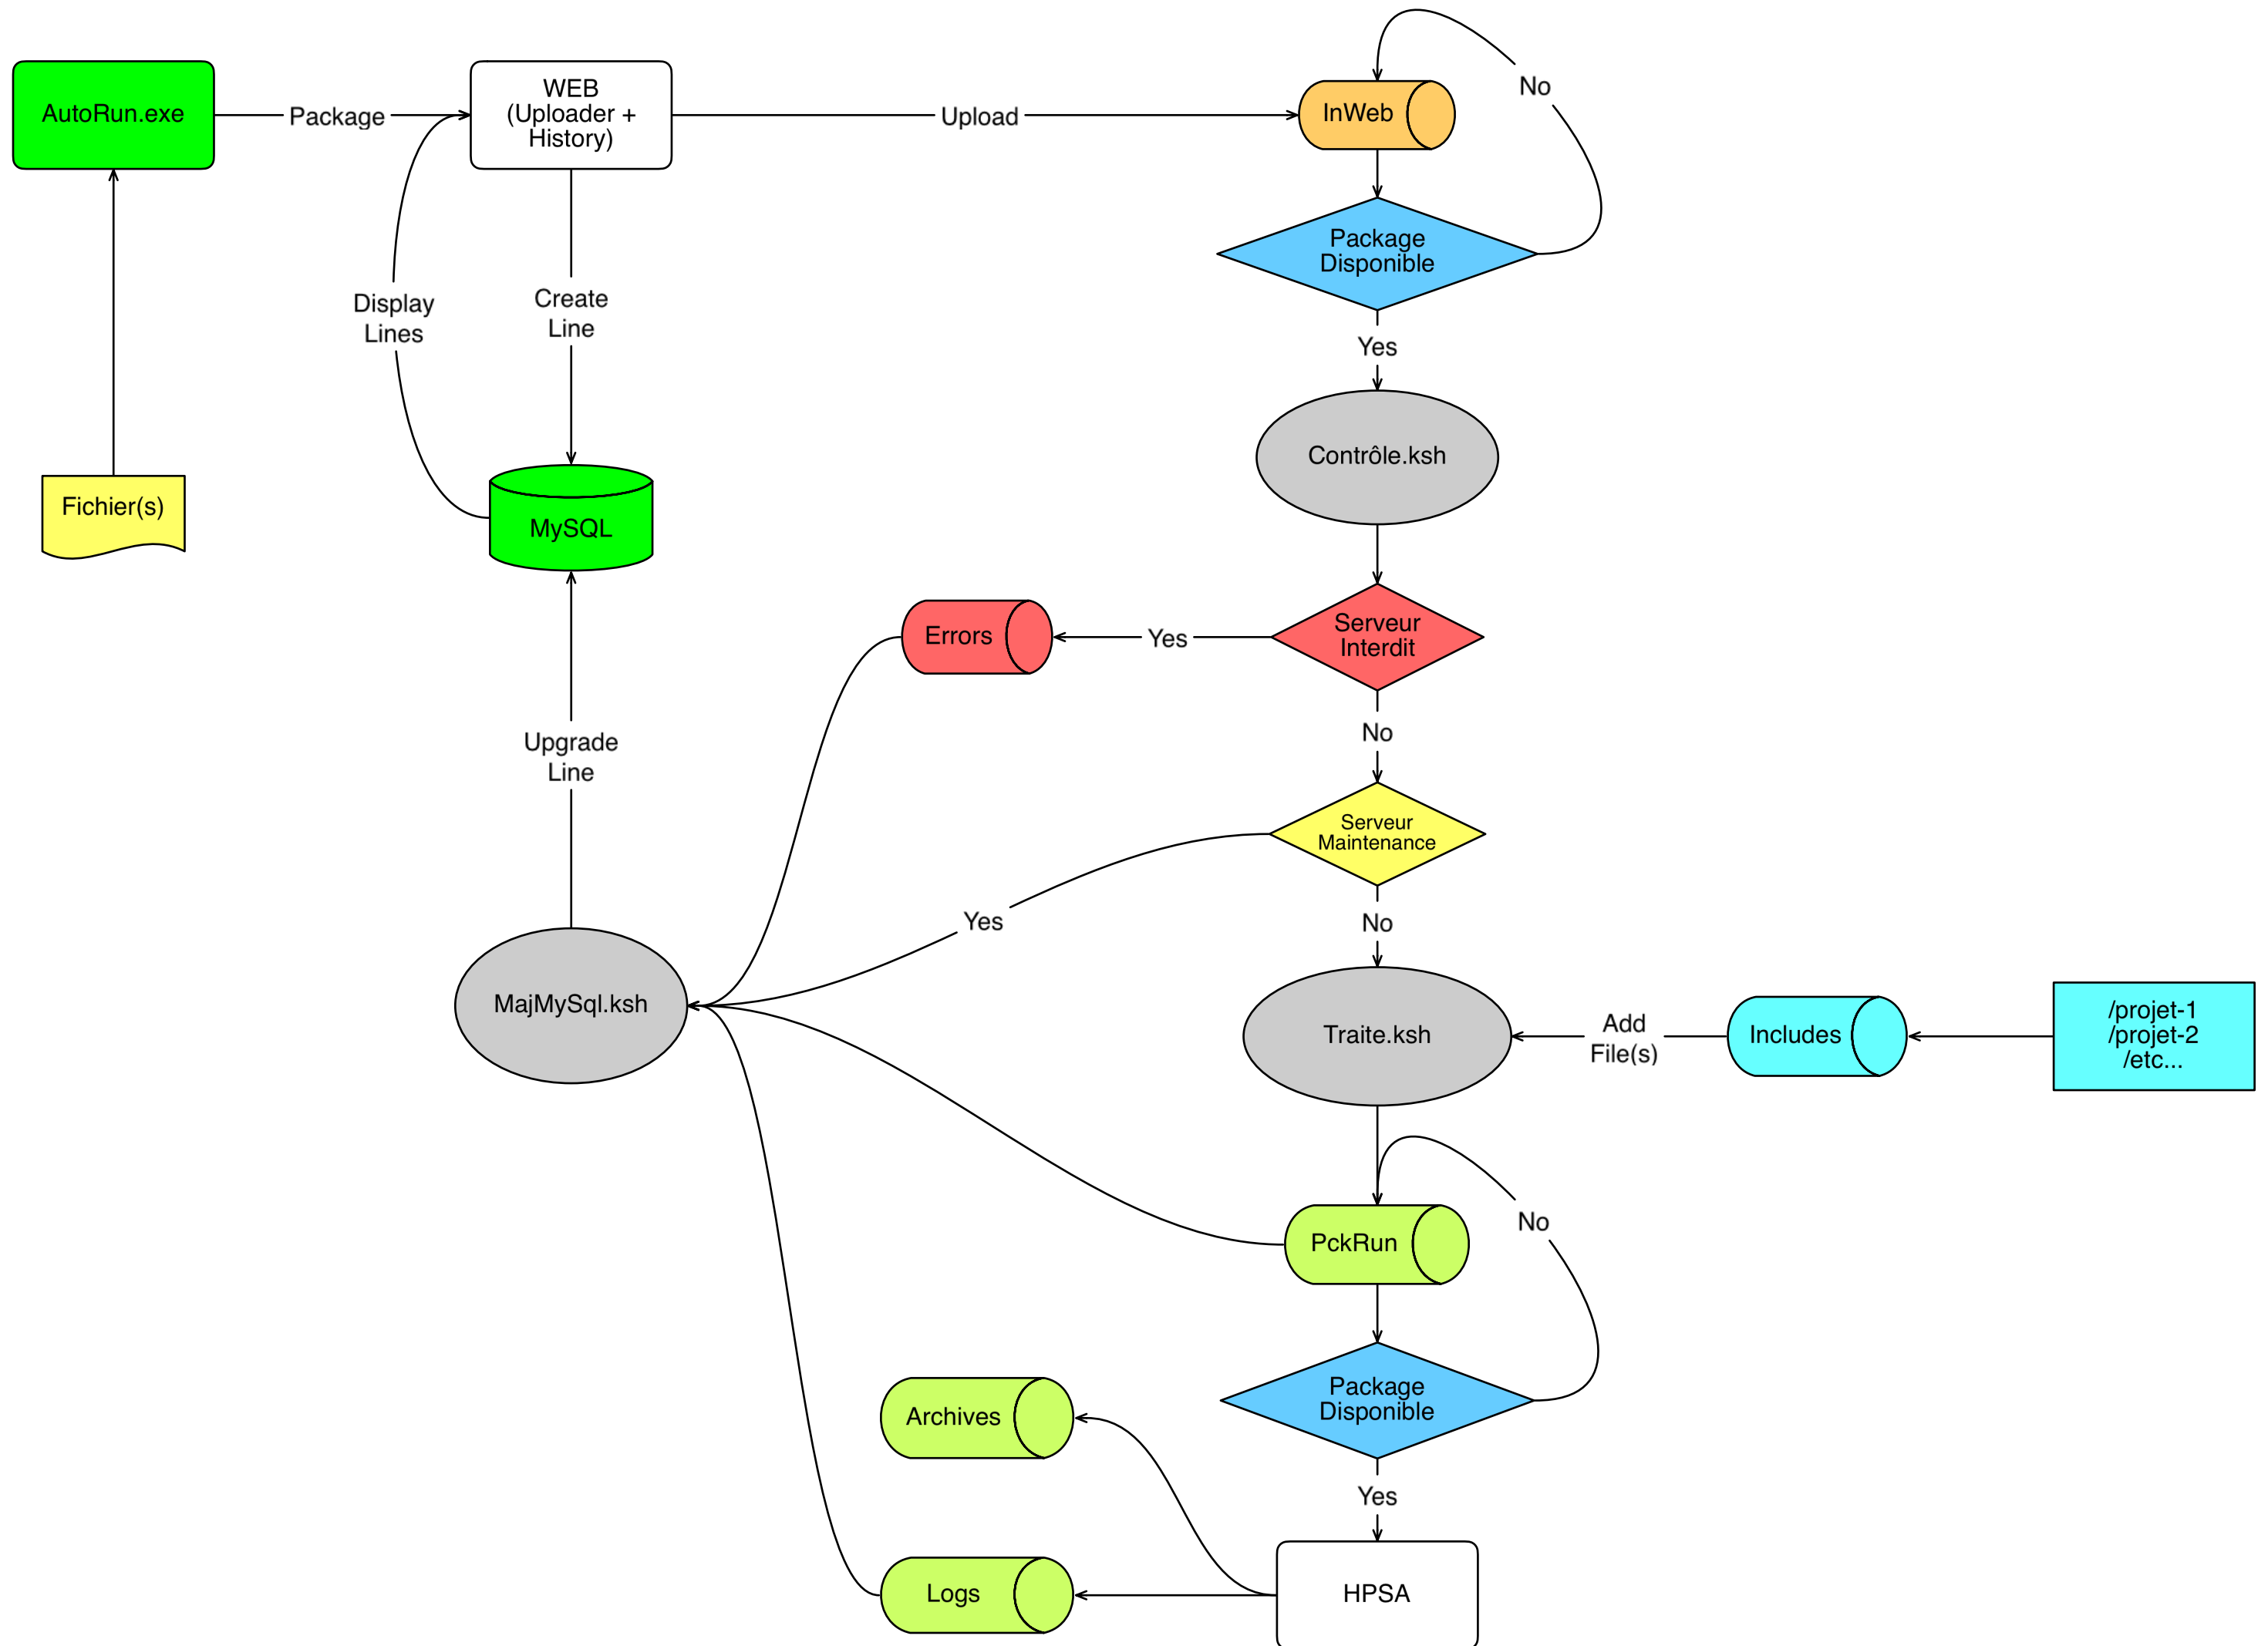 AutoRun.exe
Package
WEB
(Uploader +
History)
Upload
InWeb
No
Package
Disponible
Display
Lines
Create
Line
Yes
Contrôle.ksh
Fichier(s)
MySQL
Errors
Yes
Serveur
Interdit
No
Upgrade
Line
Serveur
Maintenance
Yes
No
MajMySql.ksh
Traite.ksh
Add
File(s)
Includes
/projet-1
/projet-2
/etc...
No
PckRun
Archives
Package
Disponible
Yes
Logs
HPSA